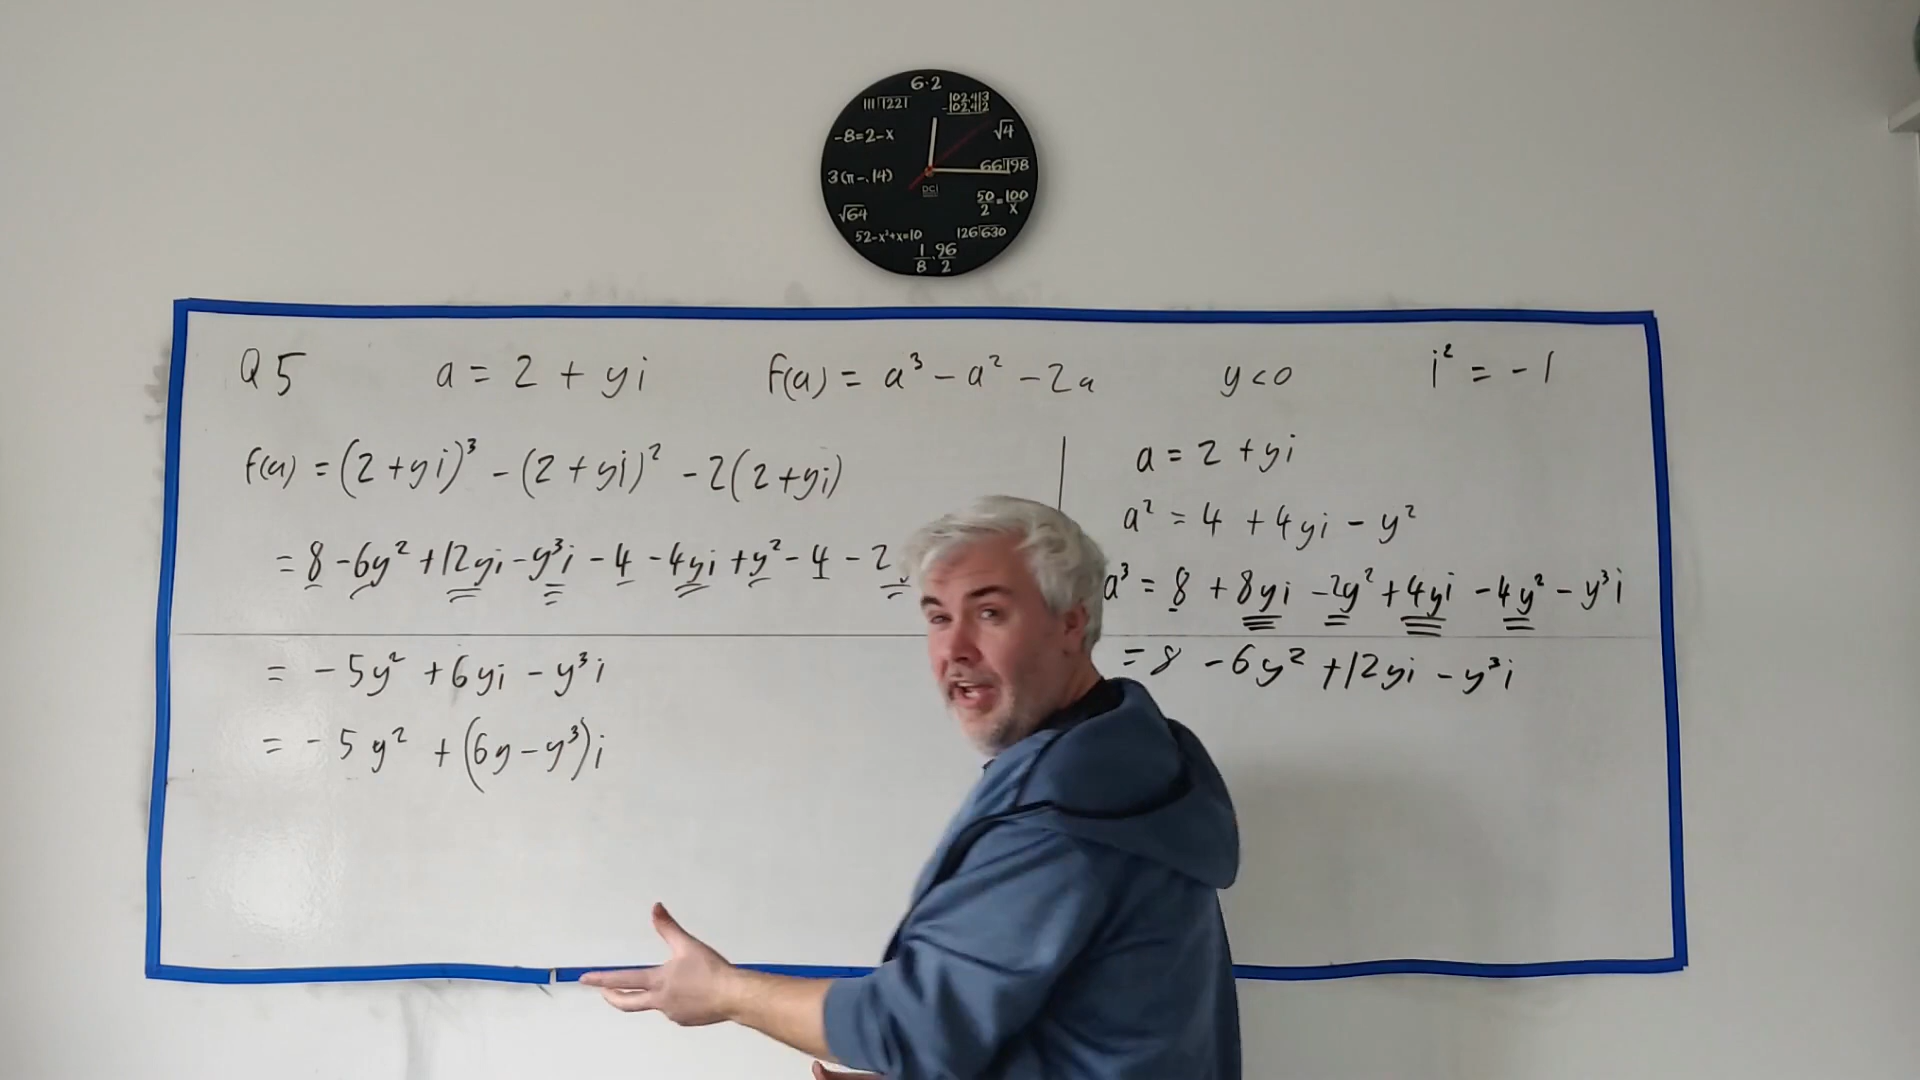 6·2
111⟌1221
102,413
-102,412
-8=2-x
√4
3(π-.14)
66⟌198
50/2=100/x
√64
52-x²+x=10
126⟌630
1/8·96/2
DCI
Q5 a = 2 + yi f(a) = a³ - a² - 2a y<0 i² = -1
f(a) = (2+yi)³ - (2+yi)² - 2(2+yi)
= 8 - 6y² + 12yi - y³i - 4 - 4yi + y² - 4 - 2
= -5y² + 6yi - y³i
= -5y² + (6y - y³)i
a = 2 + yi
a² = 4 + 4yi - y²
a³ = 8 + 8yi - 2y² + 4yi - 4y² - y³i
= 8 - 6y² + 12yi - y³i